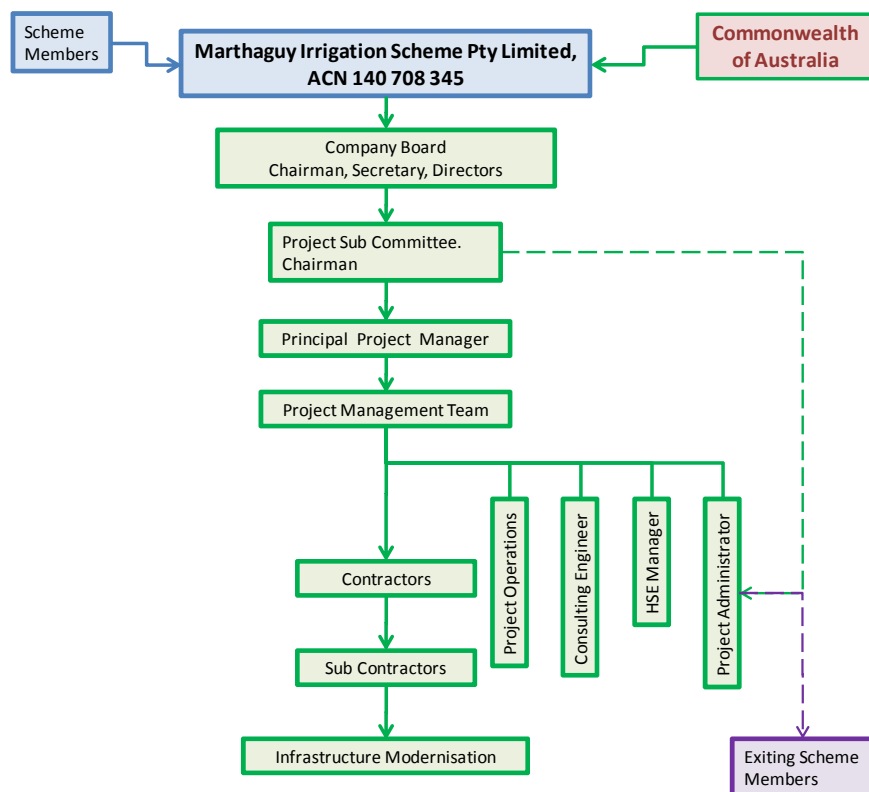 Scheme
Members
Marthaguy Irrigation Scheme Pty Limited,
ACN 140 708 345
Commonwealth
of Australia
Company Board
Chairman, Secretary, Directors
Project Sub Committee.
Chairman
Principal Project Manager
Project Management Team
Project Operations
Consulting Engineer
HSE Manager
Project Administrator
Contractors
Sub Contractors
Infrastructure Modernisation
Exiting Scheme
Members